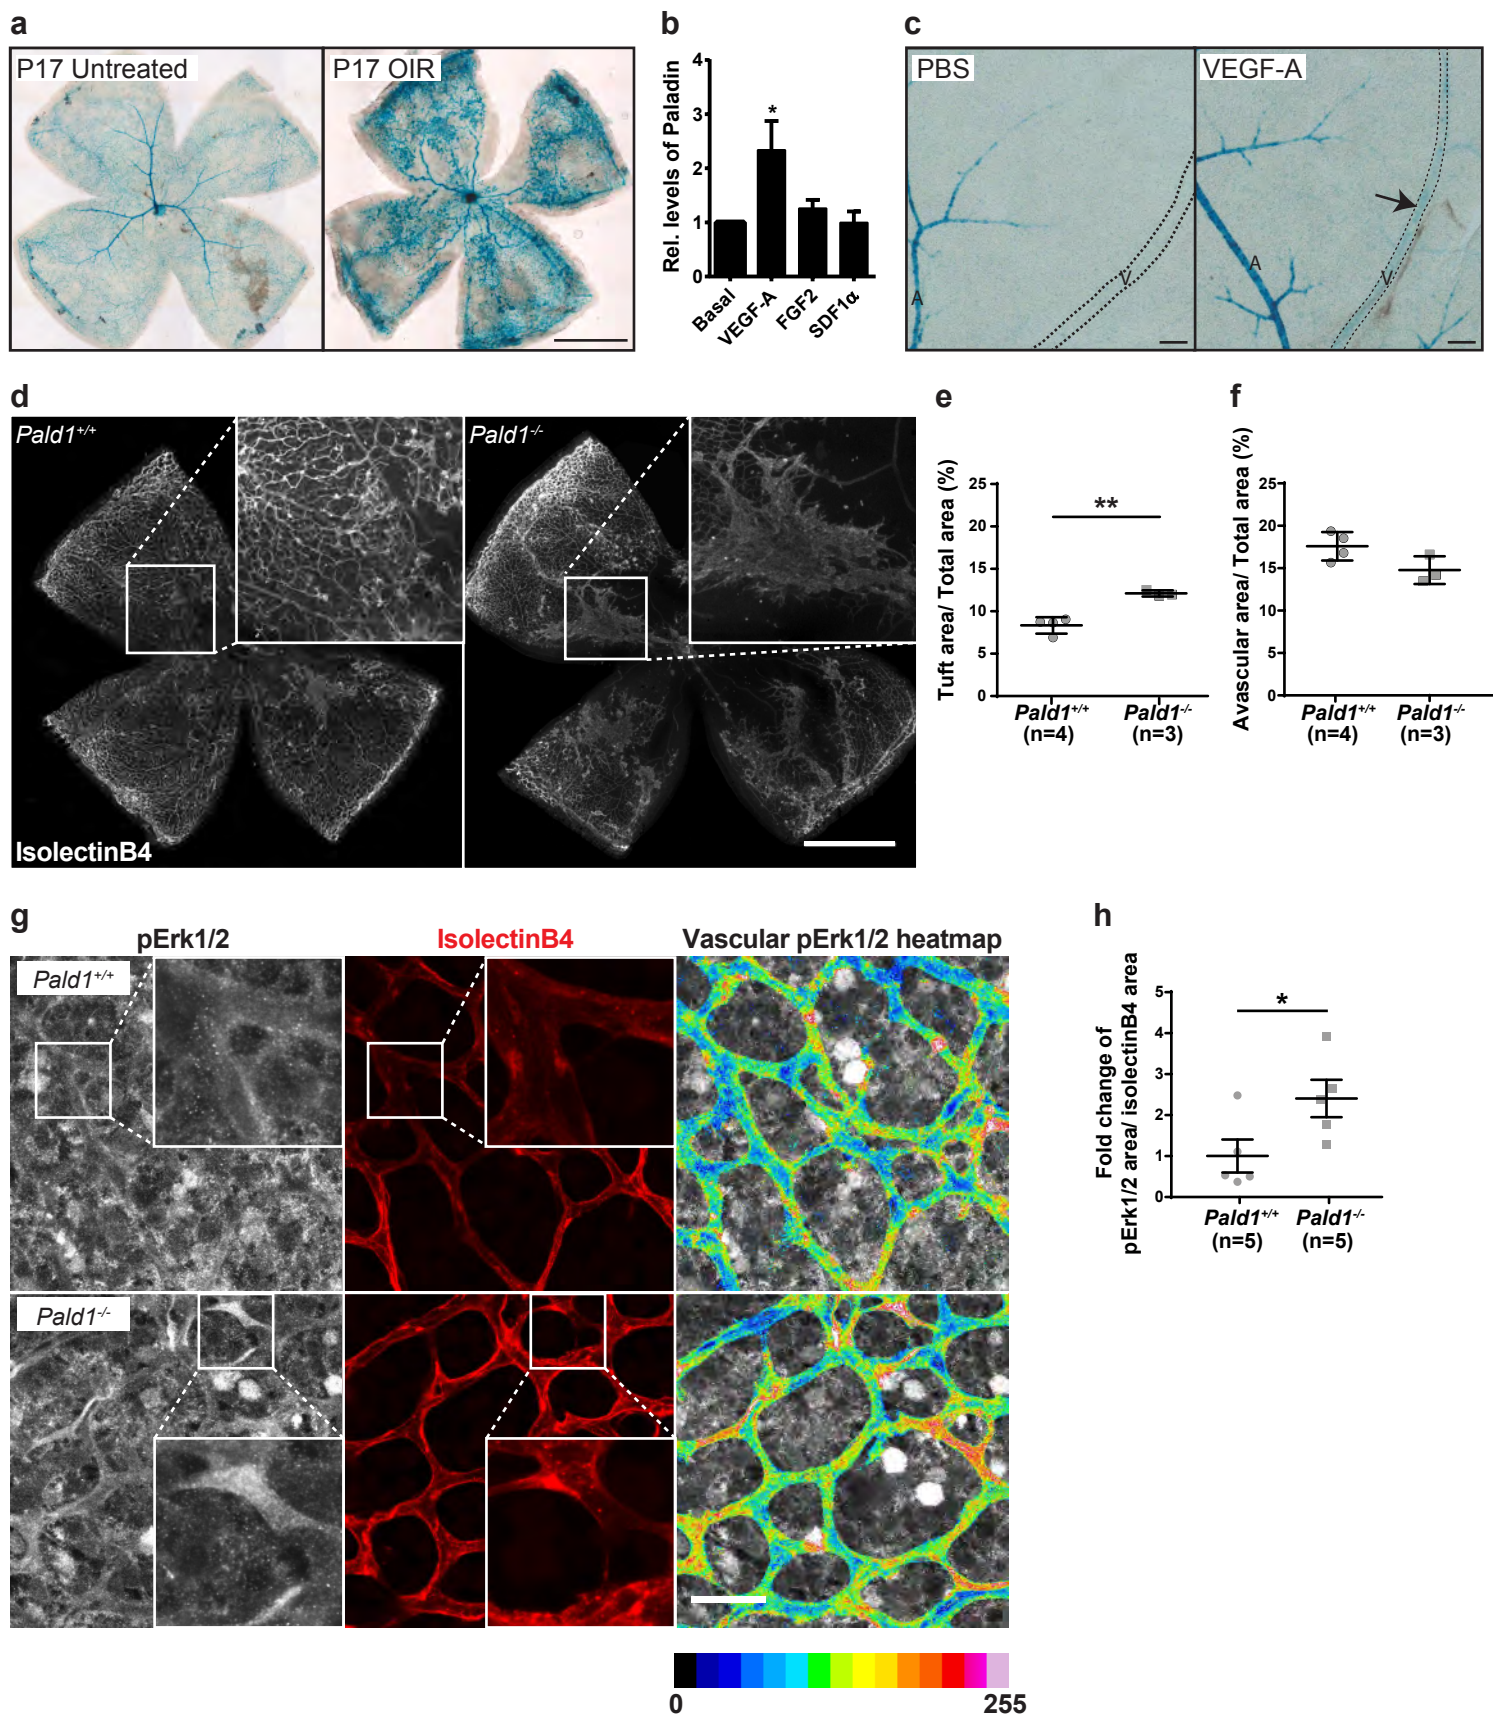 a
P17 Untreated
P17 OIR
b
Rel. levels of Paladin
4
3
2
1
0
*
Basal
VEGF-A
FGF2
SDF1α
c
PBS
A
V
VEGF-A
A
V
d
Pald1+/+
Pald1-/-
IsolectinB4
e
Tuft area/ Total area (%)
25
20
15
10
5
0
**
Pald1+/+
(n=4)
Pald1-/-
(n=3)
f
Avascular area/ Total area (%)
25
20
15
10
5
0
Pald1+/+
(n=4)
Pald1-/-
(n=3)
g
pErk1/2
IsolectinB4
Vascular pErk1/2 heatmap
Pald1+/+
Pald1-/-
0
255
h
Fold change of
pErk1/2 area/ isolectinB4 area
5
4
3
2
1
0
*
Pald1+/+
(n=5)
Pald1-/-
(n=5)